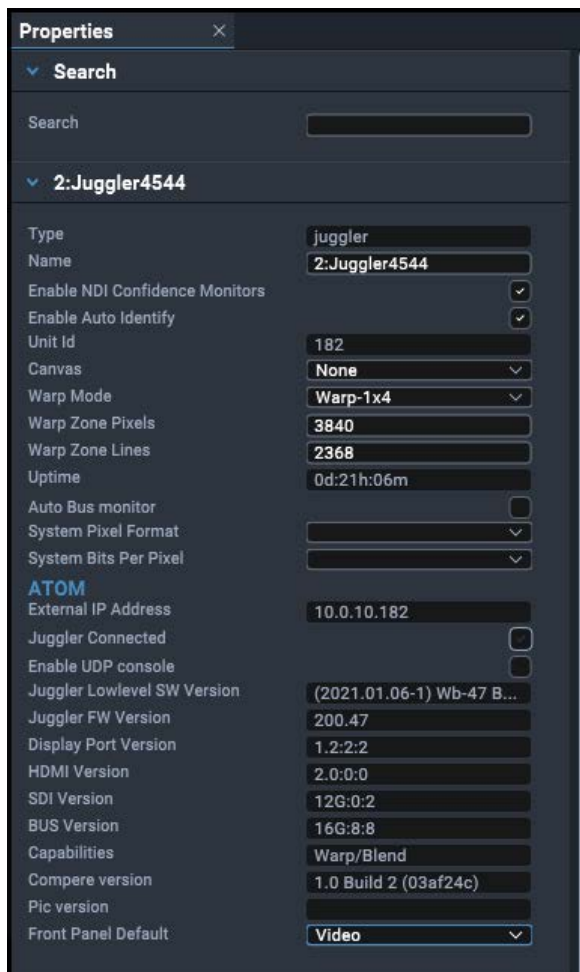 Properties ×
Search
Search
2:Juggler4544
Type juggler
Name 2:Juggler4544
Enable NDI Confidence Monitors
Enable Auto Identify
Unit Id 182
Canvas None
Warp Mode Warp-1x4
Warp Zone Pixels 3840
Warp Zone Lines 2368
Uptime 0d:21h:06m
Auto Bus monitor
System Pixel Format
System Bits Per Pixel
ATOM
External IP Address 10.0.10.182
Juggler Connected
Enable UDP console
Juggler Lowlevel SW Version (2021.01.06-1) Wb-47 B...
Juggler FW Version 200.47
Display Port Version 1.2:2:2
HDMI Version 2.0:0:0
SDI Version 12G:0:2
BUS Version 16G:8:8
Capabilities Warp/Blend
Compere version 1.0 Build 2 (03af24c)
Pic version
Front Panel Default Video